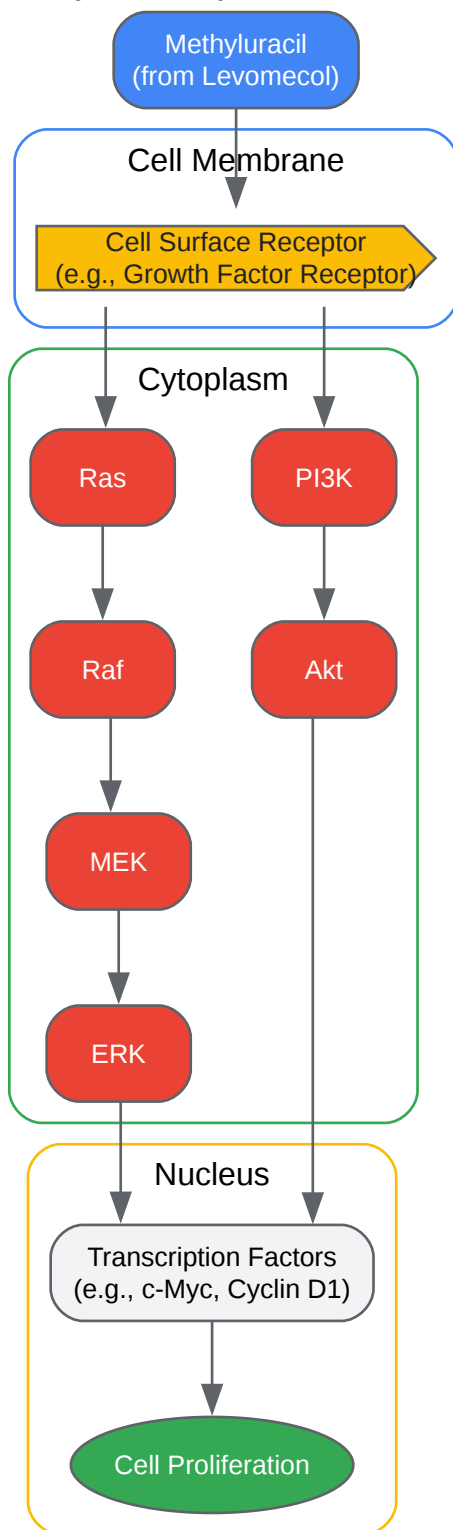 Methyluracil
(from Levomecol)
Cell Membrane
Cell Surface Receptor
(e.g., Growth Factor Receptor)
Cytoplasm
Ras
PI3K
Raf
Akt
MEK
ERK
Nucleus
Transcription Factors
(e.g., c-Myc, Cyclin D1)
Cell Proliferation